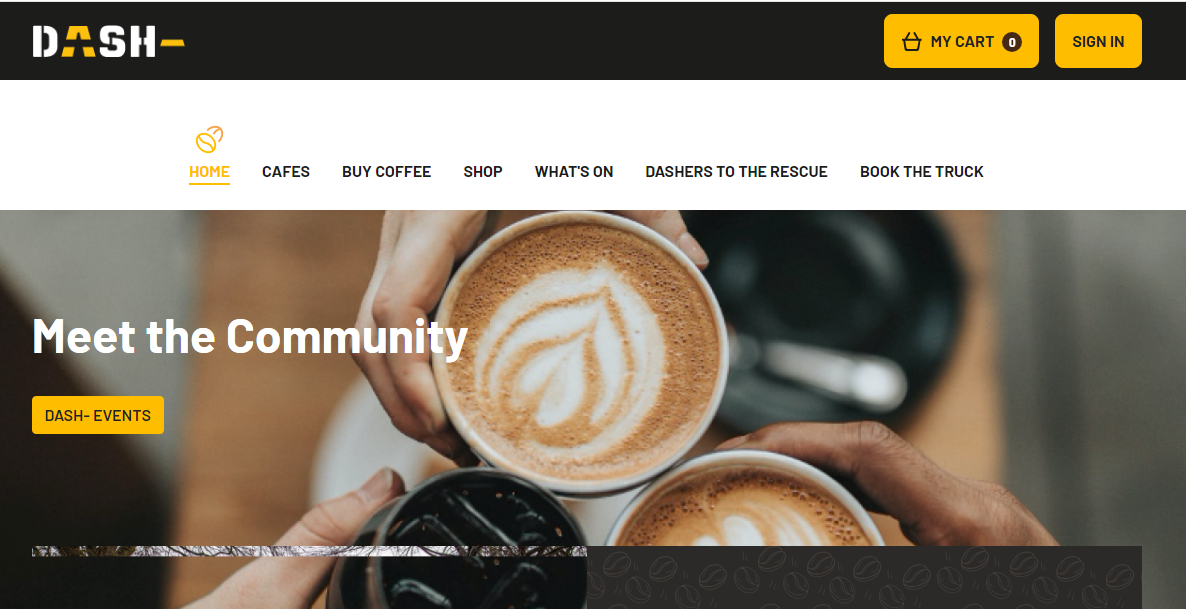 DASH-
MY CART 0
SIGN IN
HOME CAFES BUY COFFEE SHOP WHAT'S ON DASHERS TO THE RESCUE BOOK THE TRUCK
Meet the Community
DASH- EVENTS